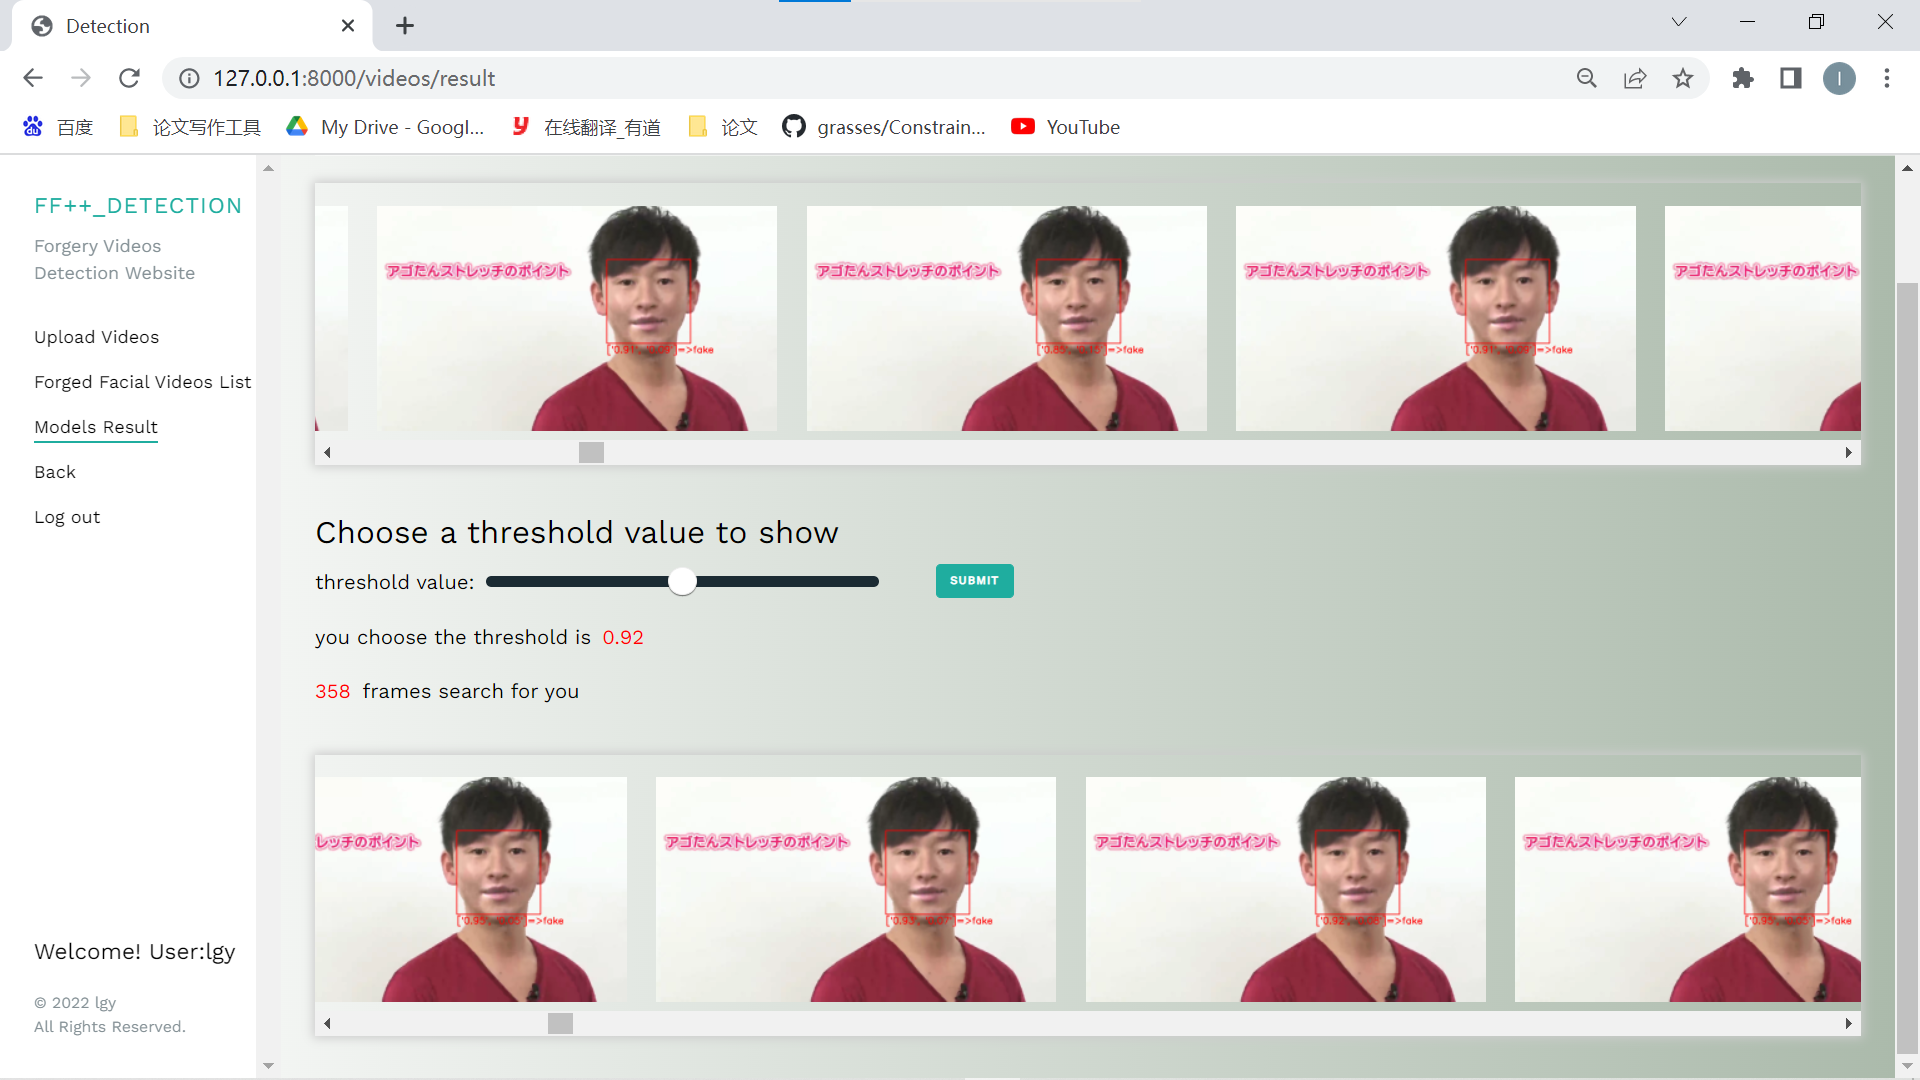 Detection
127.0.0.1:8000/videos/result
I
百度
论文写作工具
My Drive - Googl...
在线翻译_有道
论文
grasses/Constrain...
YouTube
FF++_DETECTION
Forgery Videos
Detection Website
Upload Videos
Forged Facial Videos List
Models Result
Back
Log out
Welcome! User:lgy
© 2022 lgy
All Rights Reserved.
アゴたんストレッチのポイント
['0.91', '0.09']=>fake
アゴたんストレッチのポイント
['0.85', '0.15']=>fake
アゴたんストレッチのポイント
['0.91', '0.09']=>fake
アゴたんストレッチのポイント
Choose a threshold value to show
threshold value:
SUBMIT
you choose the threshold is 0.92
358 frames search for you
レッチのポイント
['0.95', '0.05']=>fake
アゴたんストレッチのポイント
['0.93', '0.07']=>fake
アゴたんストレッチのポイント
['0.92', '0.08']=>fake
アゴたんストレッチのポイント
['0.95', '0.05']=>fake